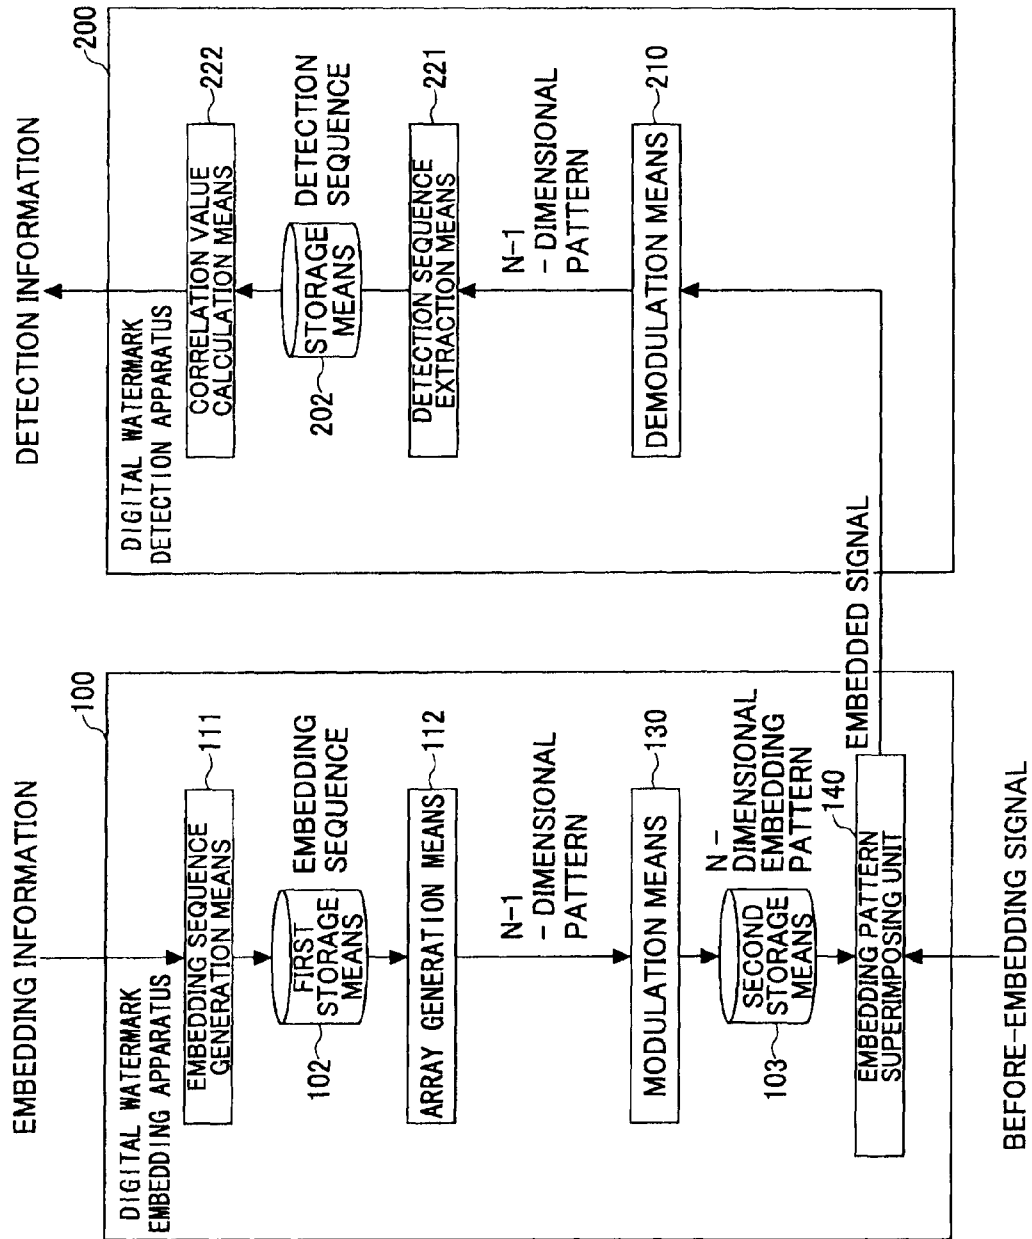 EMBEDDING INFORMATION
100
DIGITAL WATERMARK
EMBEDDING APPARATUS
EMBEDDING SEQUENCE
GENERATION MEANS
111
FIRST
STORAGE
MEANS
102
EMBEDDING
SEQUENCE
ARRAY GENERATION MEANS
112
N-1
- DIMENSIONAL
PATTERN
MODULATION MEANS
130
SECOND
STORAGE
MEANS
103
N -
DIMENSIONAL
EMBEDDING
PATTERN
EMBEDDING PATTERN
SUPERIMPOSING UNIT
140
BEFORE-EMBEDDING SIGNAL
EMBEDDED SIGNAL
DETECTION INFORMATION
200
DIGITAL WATERMARK
DETECTION APPARATUS
CORRELATION VALUE
CALCULATION MEANS
222
STORAGE
MEANS
202
DETECTION
SEQUENCE
DETECTION SEQUENCE
EXTRACTION MEANS
221
N-1
- DIMENSIONAL
PATTERN
DEMODULATION MEANS
210